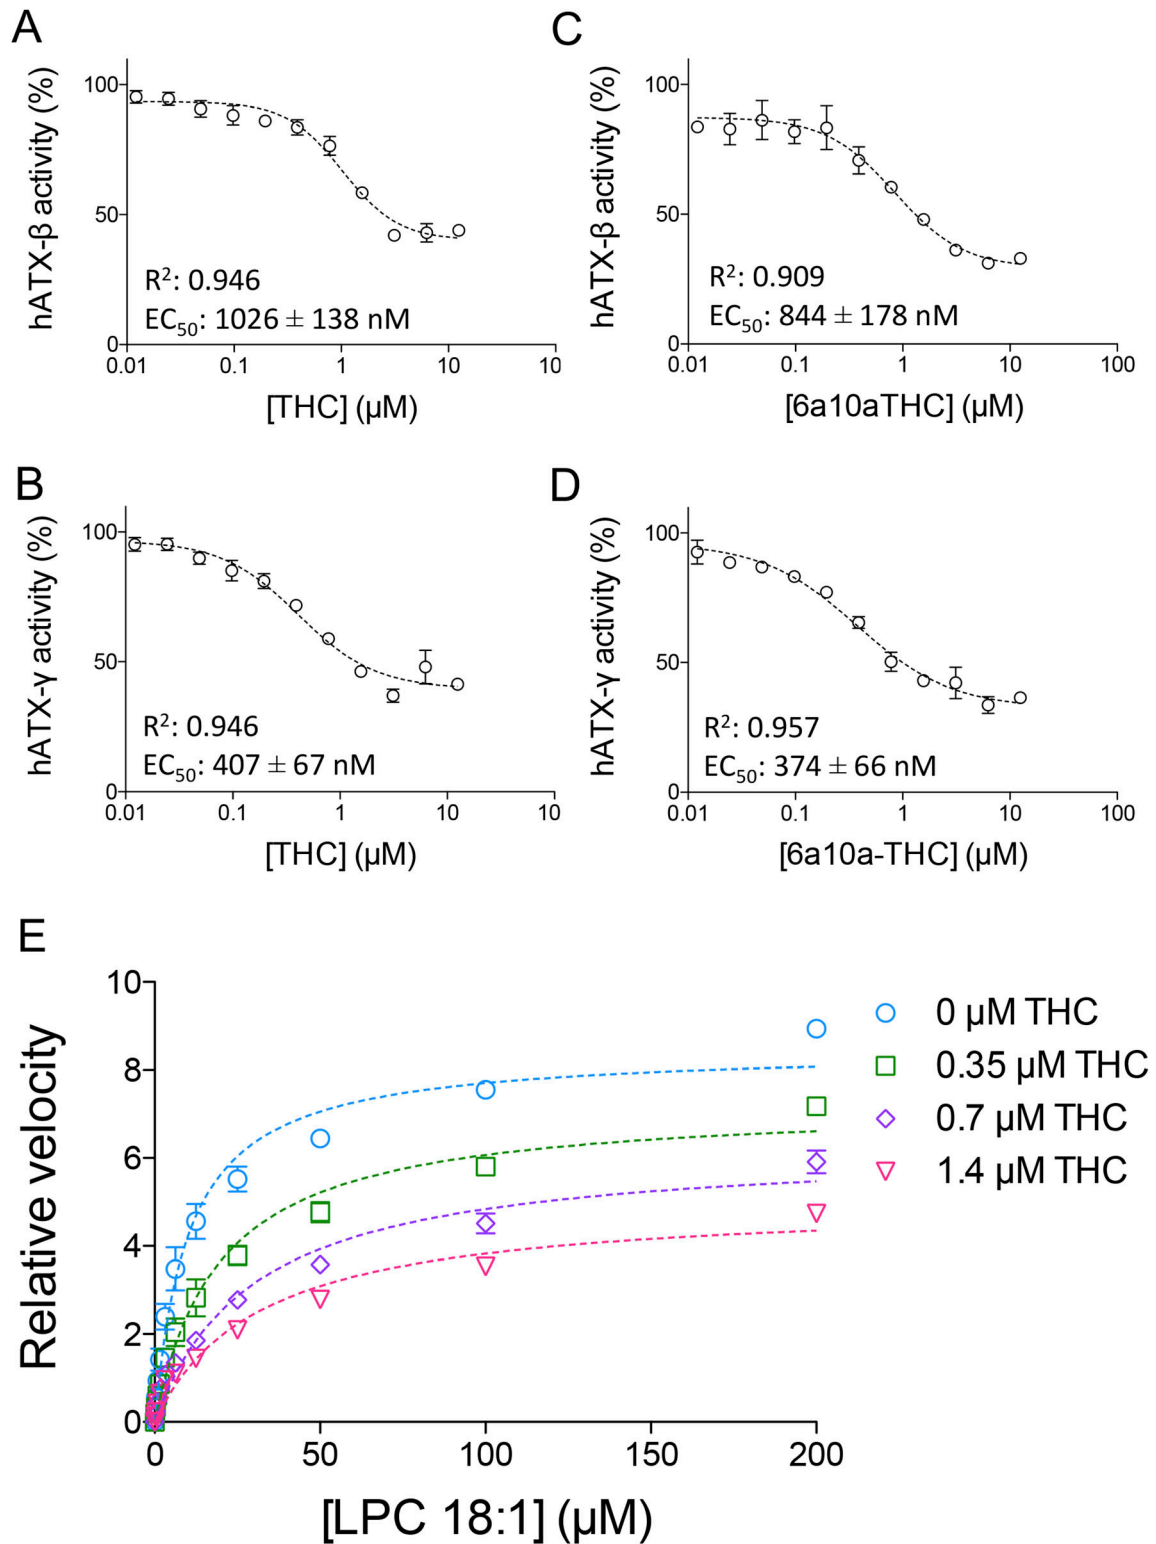 A
hATX-β activity (%)
100
50
0
R²: 0.946
EC₅₀: 1026 ± 138 nM
0.01 0.1 1 10 10
[THC] (µM)
C
hATX-β activity (%)
100
50
0
R²: 0.909
EC₅₀: 844 ± 178 nM
0.01 0.1 1 10 100
[6a10aTHC] (µM)
B
hATX-γ activity (%)
100
50
0
R²: 0.946
EC₅₀: 407 ± 67 nM
0.01 0.1 1 10 10
[THC] (µM)
D
hATX-γ activity (%)
100
50
0
R²: 0.957
EC₅₀: 374 ± 66 nM
0.01 0.1 1 10 100
[6a10a-THC] (µM)
E
Relative velocity
10
8
6
4
2
0
0 50 100 150 200
[LPC 18:1] (µM)
0 µM THC
0.35 µM THC
0.7 µM THC
1.4 µM THC